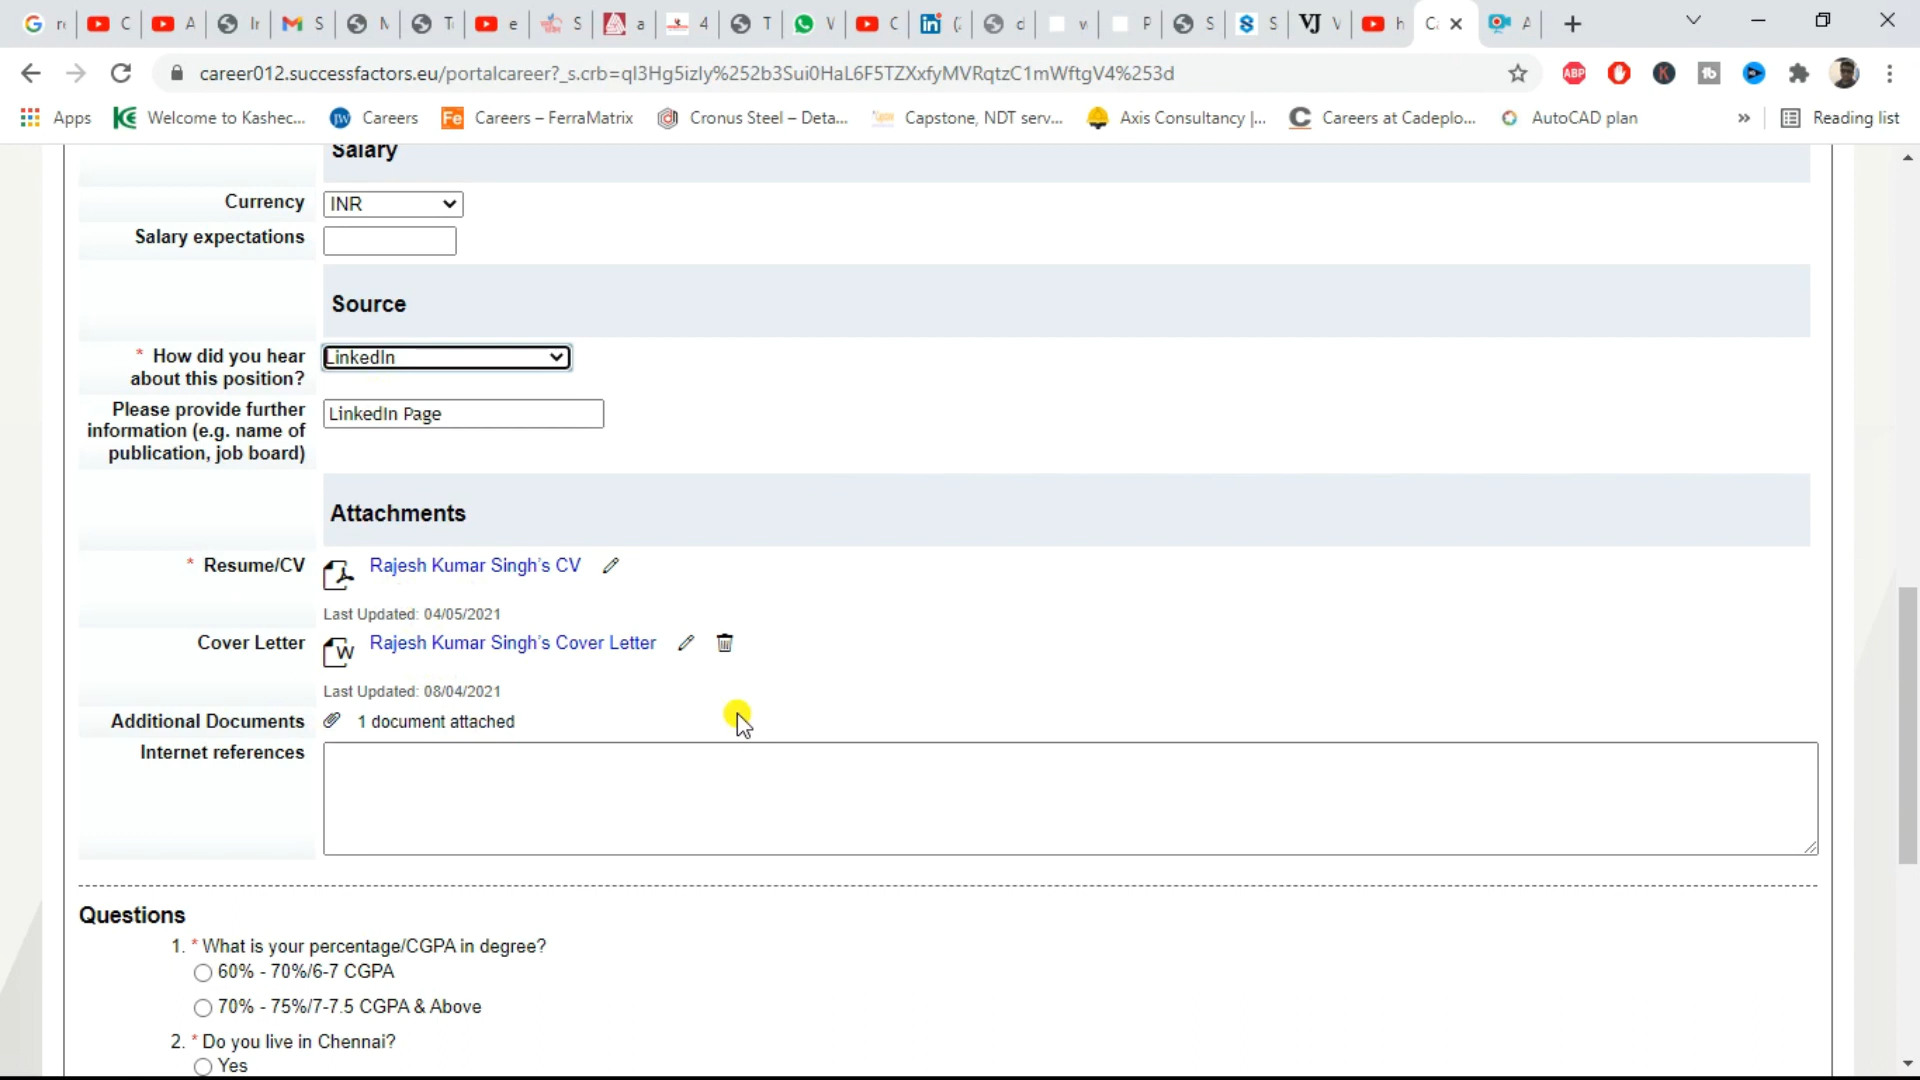 career012.successfactors.eu/portalcareer?_s.crb=ql3Hg5izly%252b3Sui0HaL6F5TZXxfyMVRqtzC1mWftgV4%253d
Apps
Welcome to Kashec...
Careers
Careers – FerraMatrix
Cronus Steel – Deta...
Capstone, NDT serv...
Axis Consultancy |...
Careers at Cadeplo...
AutoCAD plan
»
Reading list
Salary
Currency
INR
Salary expectations
Source
* How did you hear
about this position?
LinkedIn
Please provide further
information (e.g. name of
publication, job board)
LinkedIn Page
Attachments
* Resume/CV
Rajesh Kumar Singh's CV
Last Updated: 04/05/2021
Cover Letter
Rajesh Kumar Singh's Cover Letter
Last Updated: 08/04/2021
Additional Documents
1 document attached
Internet references
Questions
1. * What is your percentage/CGPA in degree?
60% - 70%/6-7 CGPA
70% - 75%/7-7.5 CGPA & Above
2. * Do you live in Chennai?
Yes